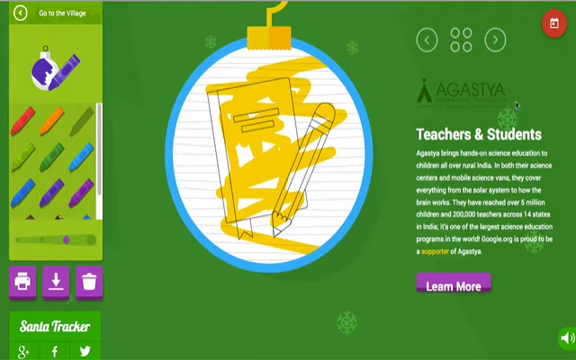 Go to the Village
AGASTYA
Teachers & Students
Agastya brings hands-on science education to
children all over rural India. In both their science
centers and mobile science vans, they cover
everything from the solar system to how the
brain works. They have reached over 5 million
children and 200,000 teachers across 14 states
in India; it's one of the largest science education
programs in the world! Google.org is proud to be
a supporter of Agastya.
Learn More
Santa Tracker
g+
f